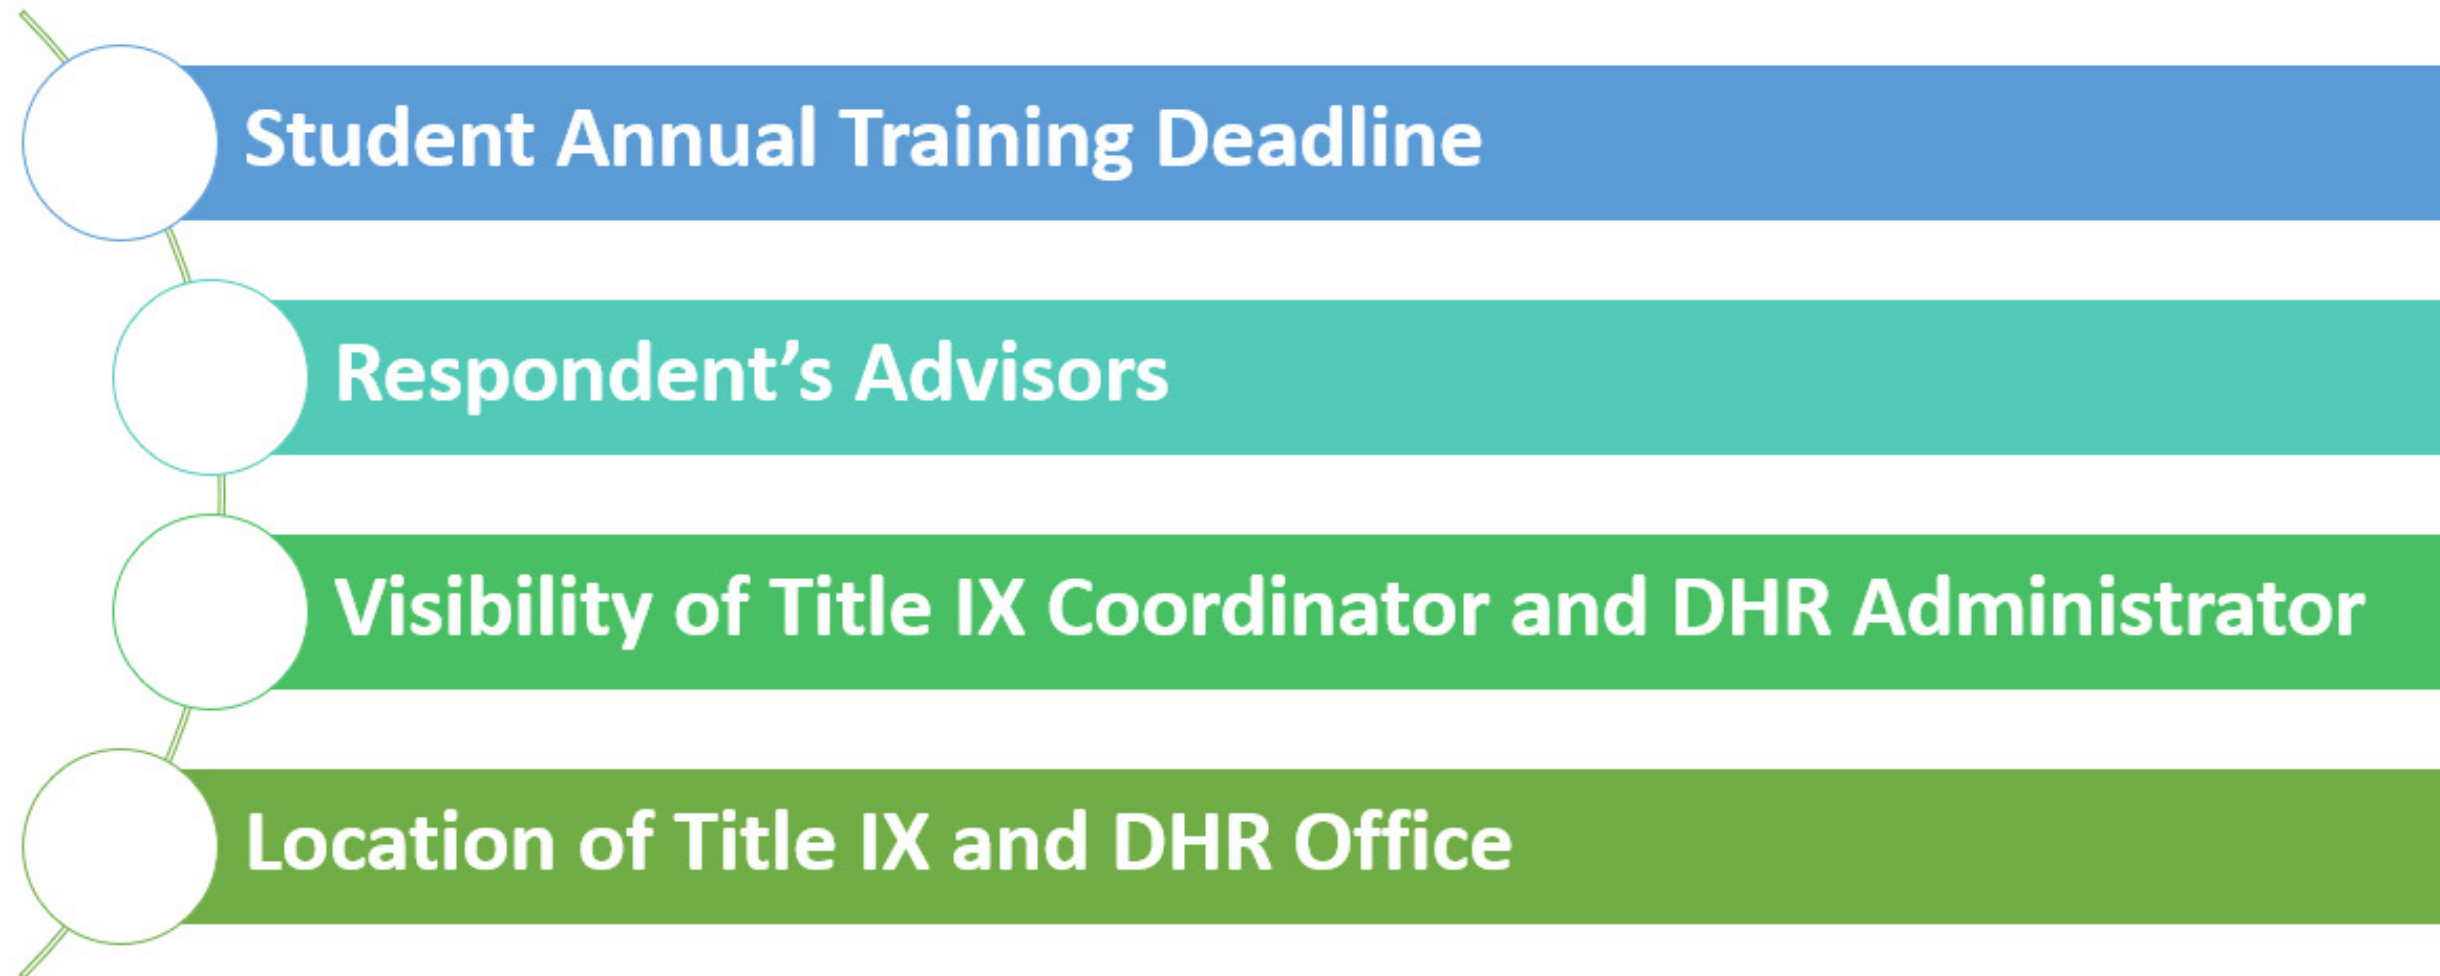 Student Annual Training Deadline
Respondent’s Advisors
Visibility of Title IX Coordinator and DHR Administrator
Location of Title IX and DHR Office